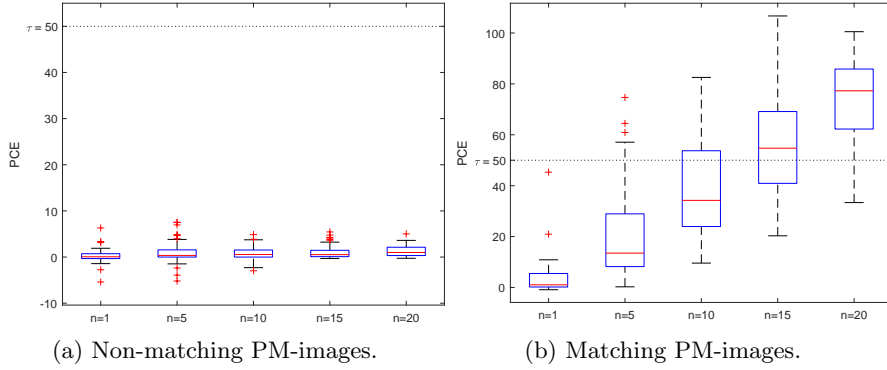 τ = 50
50
40
30
20
10
0
-10
PCE
n=1 n=5 n=10 n=15 n=20
(a) Non-matching PM-images.
100
80
60
τ = 50
40
20
0
PCE
n=1 n=5 n=10 n=15 n=20
(b) Matching PM-images.